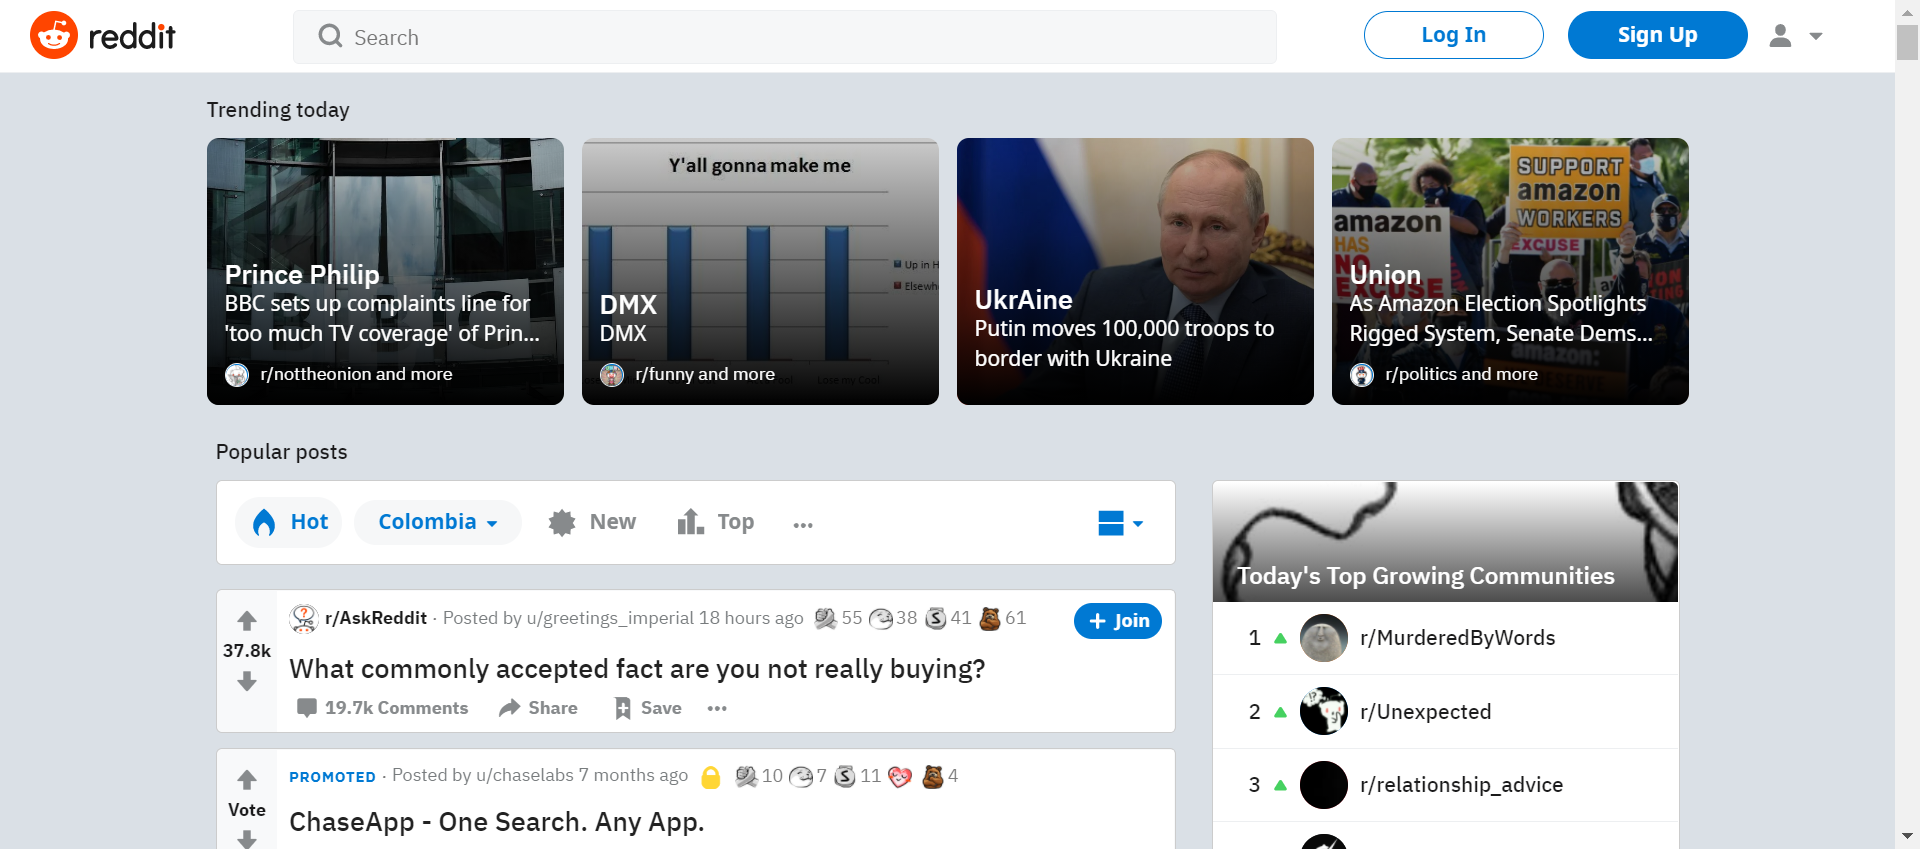 reddit
Search
Log In
Sign Up
Trending today
Prince Philip
BBC sets up complaints line for
'too much TV coverage' of Prin...
r/nottheonion and more
Y'all gonna make me
Up in H
Elsewh
Lose my Cool
DMX
DMX
r/funny and more
UkrAine
Putin moves 100,000 troops to
border with Ukraine
SUPPORT
amazon
WORKERS
amazon
HAS
NO
EXCUSE
EXCUSE
Union
As Amazon Election Spotlights
Rigged System, Senate Dems...
amazon:
r/politics and more
Popular posts
Hot
Colombia
New
Top
...
r/AskReddit · Posted by u/greetings_imperial 18 hours ago 55 38 41 61
+ Join
37.8k
What commonly accepted fact are you not really buying?
19.7k Comments
Share
Save
...
PROMOTED · Posted by u/chaselabs 7 months ago 10 7 11 4
Vote
ChaseApp - One Search. Any App.
Today's Top Growing Communities
1 r/MurderedByWords
2 r/Unexpected
3 r/relationship_advice